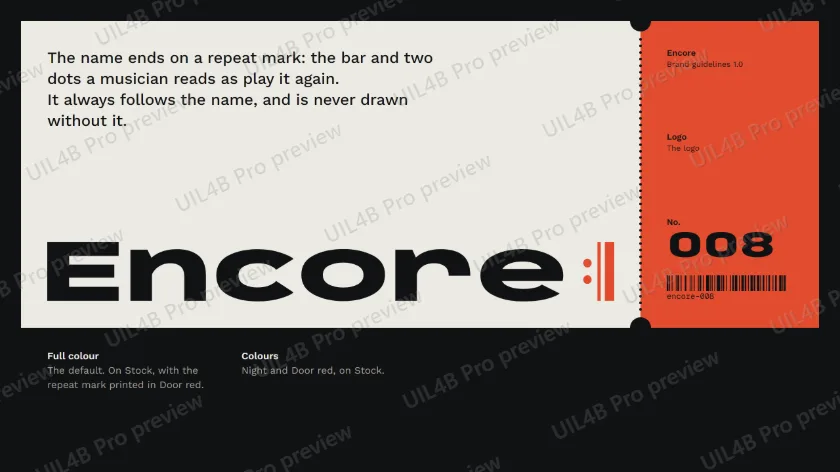 The name ends on a repeat mark: the bar and two
dots a musician reads as play it again.
It always follows the name, and is never drawn
without it.
Encore
Encore
Brand guidelines 1.0
Logo
The logo
No.
008
encore-008
Full colour
The default. On Stock, with the
repeat mark printed in Door red.
Colours
Night and Door red, on Stock.
UIL4B Pro preview